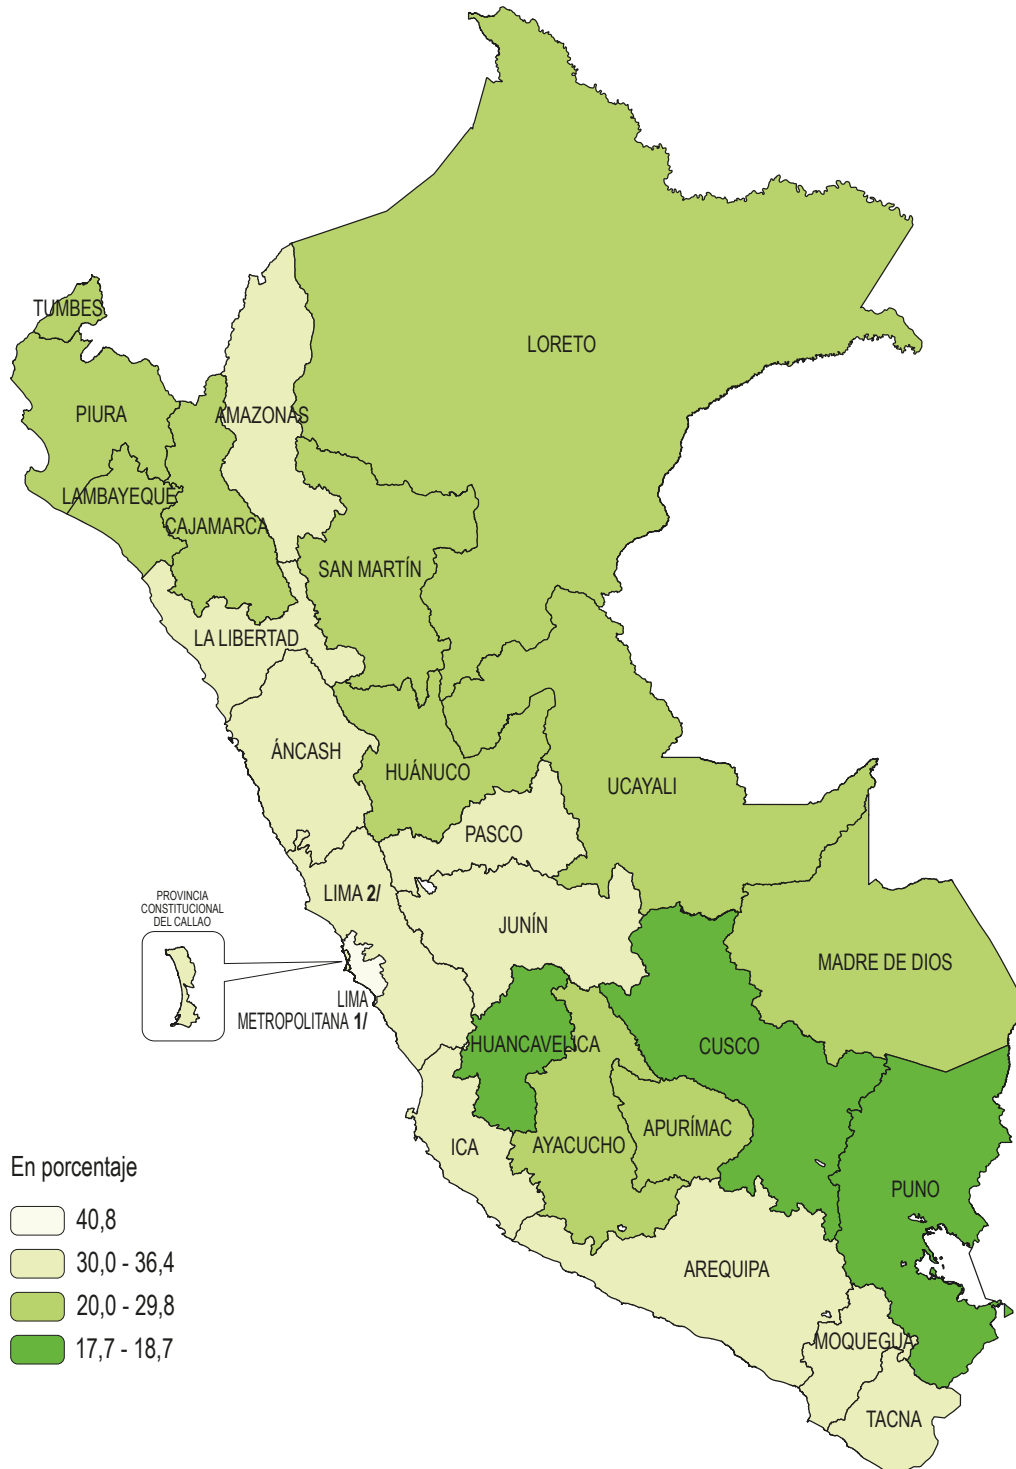 TUMBES
LORETO
PIURA
AMAZONAS
LAMBAYEQUE
CAJAMARCA
SAN MARTÍN
LA LIBERTAD
ÁNCASH
HUÁNUCO
UCAYALI
PASCO
LIMA 2/
PROVINCIA
CONSTITUCIONAL
DEL CALLAO
JUNÍN
MADRE DE DIOS
LIMA
METROPOLITANA 1/
HUANCAVELICA
CUSCO
ICA
AYACUCHO
APURÍMAC
PUNO
AREQUIPA
MOQUEGUA
TACNA
En porcentaje
40,8
30,0 - 36,4
20,0 - 29,8
17,7 - 18,7